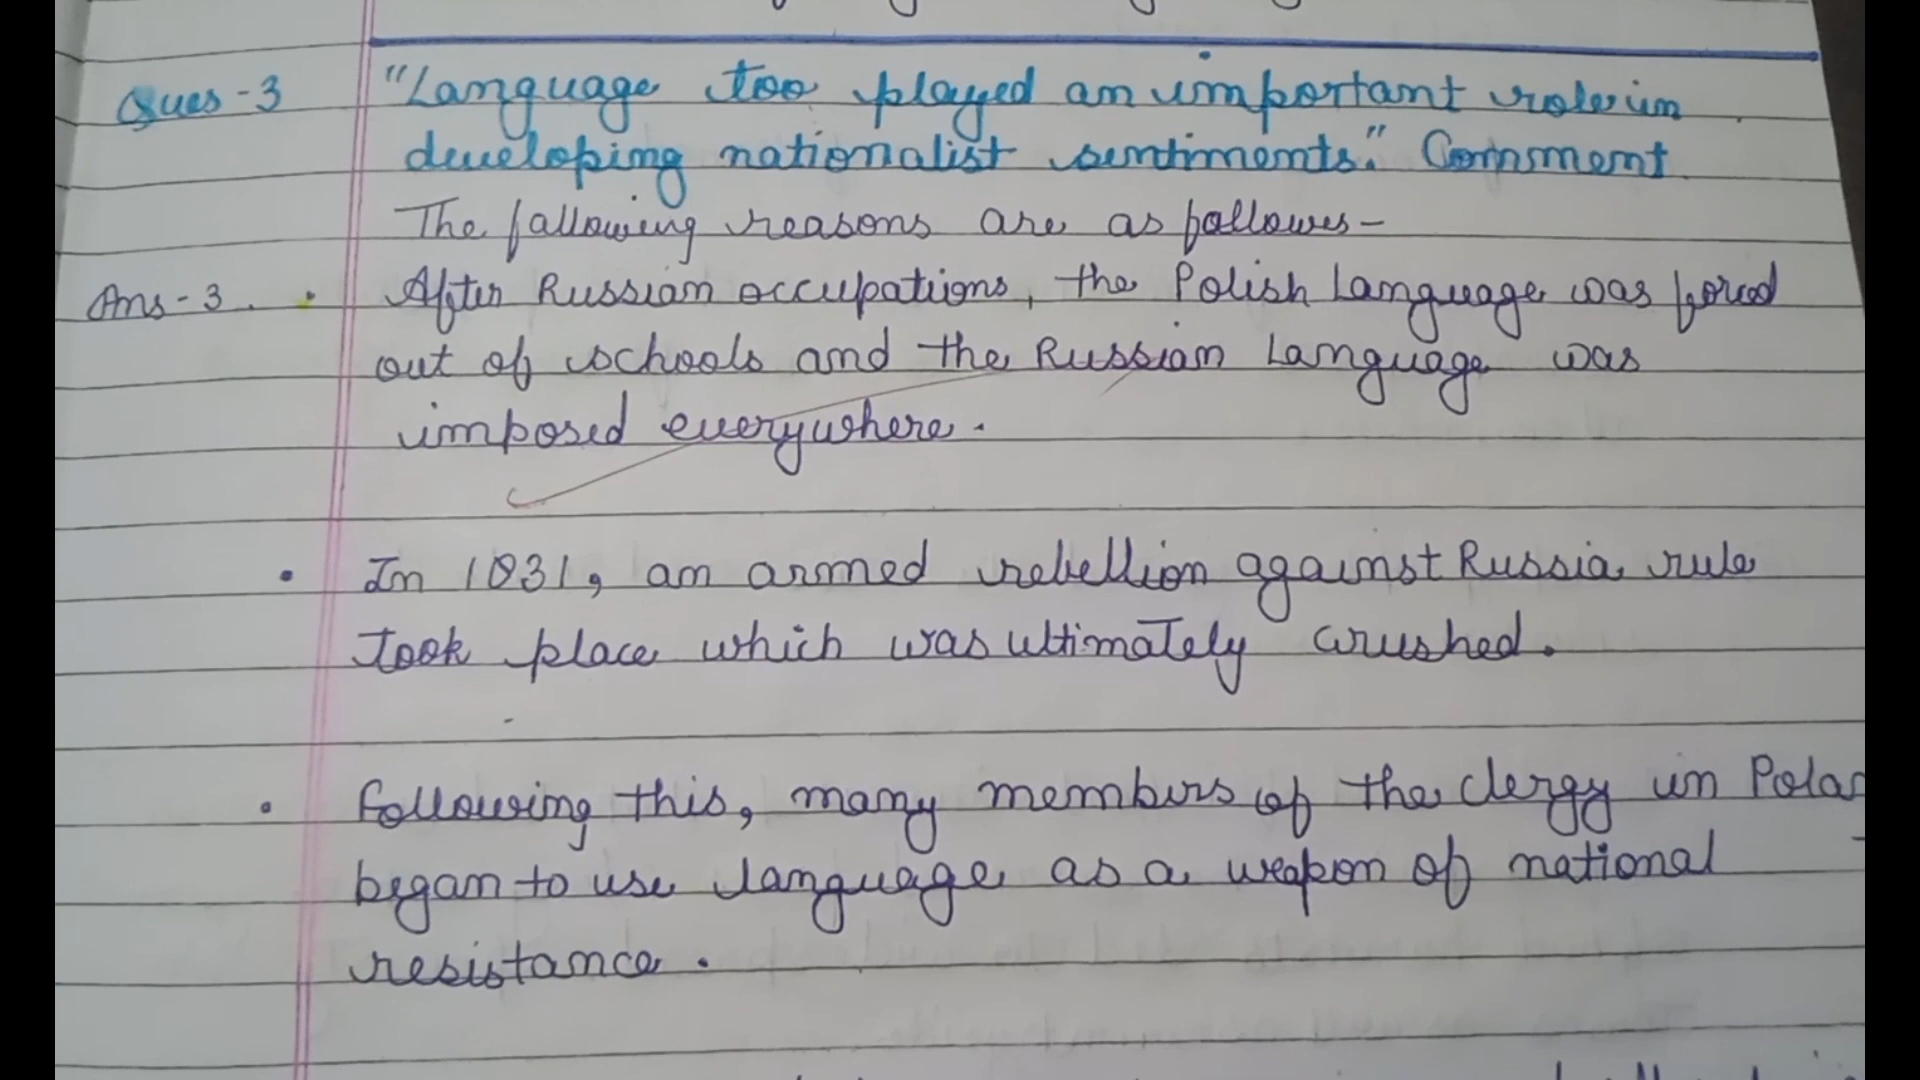 Ques-3 "Language too played an important role in
developing nationalist sentiments." Comment
The following reasons are as follows-
Ans-3. • After Russian occupations, the Polish Language was forced
out of schools and the Russian Language was
imposed everywhere.
• In 1831, an armed rebellion against Russia rule
took place which was ultimately crushed.
• Following this, many members of the clergy in
began to use language as a weapon of national
resistance.